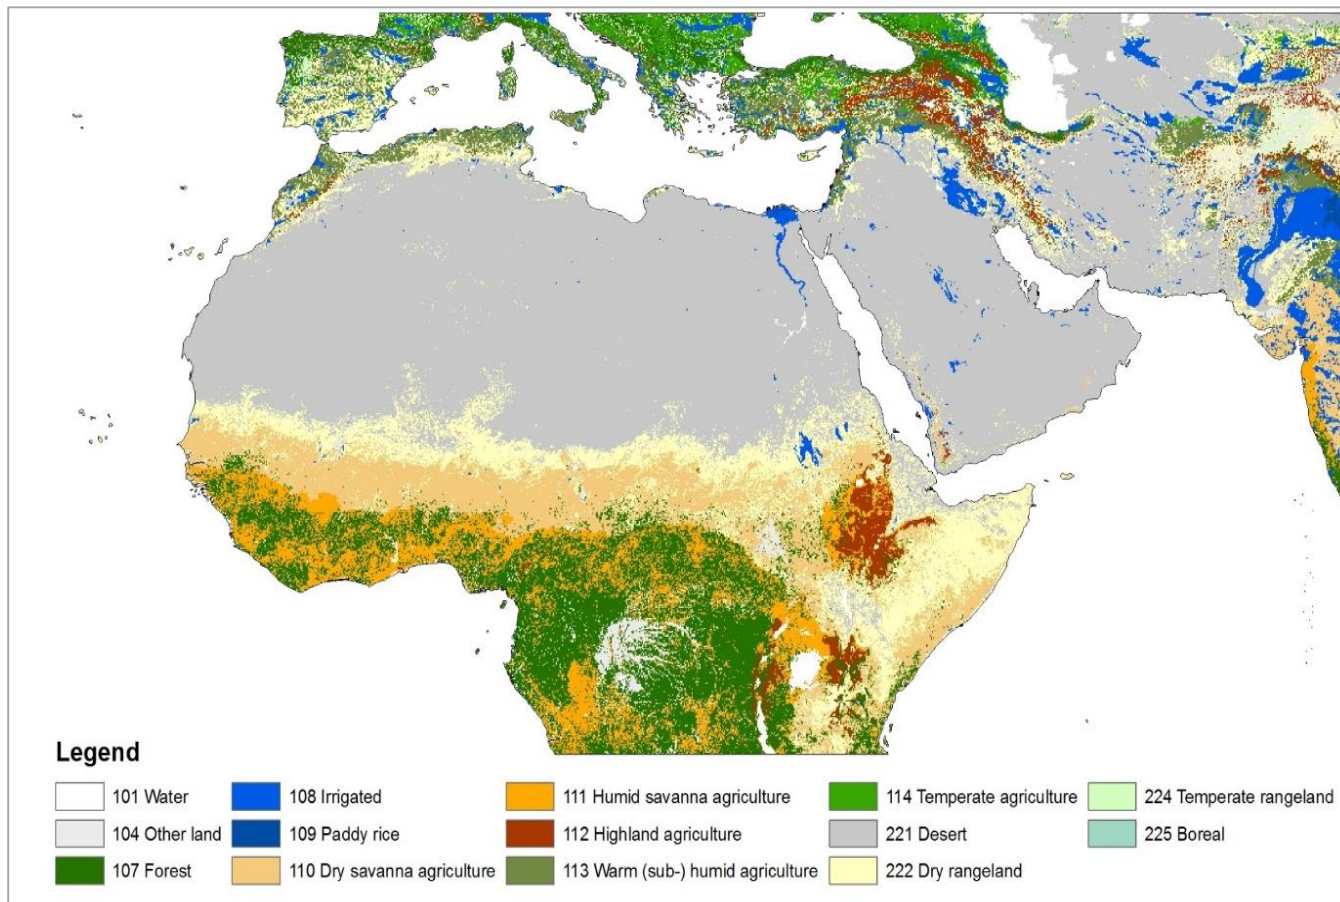 Legend
101 Water
108 Irrigated
111 Humid savanna agriculture
114 Temperate agriculture
224 Temperate rangeland
104 Other land
109 Paddy rice
112 Highland agriculture
221 Desert
225 Boreal
107 Forest
110 Dry savanna agriculture
113 Warm (sub-) humid agriculture
222 Dry rangeland